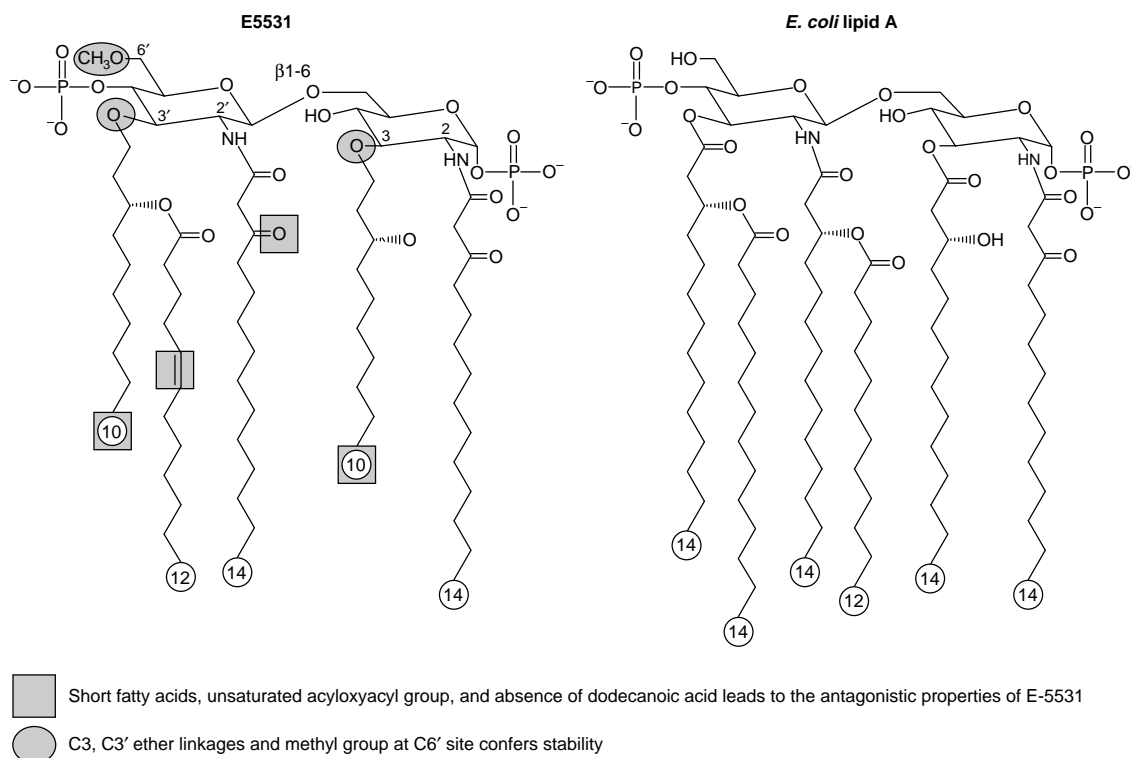 E5531
E. coli lipid A
CH3O
6′
O
−O
P
O
O−
O
3′
2′
NH
O
β1-6
O
HO
O
3
2
O
HN
O
P
O
O−
O−
O
O
O
O
O
O
O
O
10
10
12
14
14
HO
O
−O
P
O
O−
O
O
NH
O
HO
O
O
HN
O
P
O
O−
O−
O
O
O
O
O
O
O
O
OH
O
O
14
14
14
12
14
14
Short fatty acids, unsaturated acyloxyacyl group, and absence of dodecanoic acid leads to the antagonistic properties of E-5531
C3, C3′ ether linkages and methyl group at C6′ site confers stability